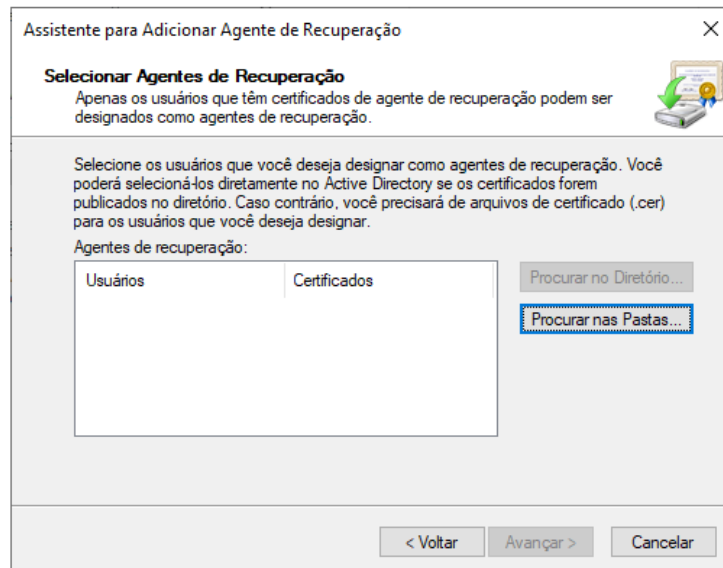 Assistente para Adicionar Agente de Recuperação
Selecionar Agentes de Recuperação
Apenas os usuários que têm certificados de agente de recuperação podem ser
designados como agentes de recuperação.
Selecione os usuários que você deseja designar como agentes de recuperação. Você
poderá selecioná-los diretamente no Active Directory se os certificados forem
publicados no diretório. Caso contrário, você precisará de arquivos de certificado (.cer)
para os usuários que você deseja designar.
Agentes de recuperação:
Usuários Certificados
Procurar no Diretório...
Procurar nas Pastas...
< Voltar Avançar > Cancelar